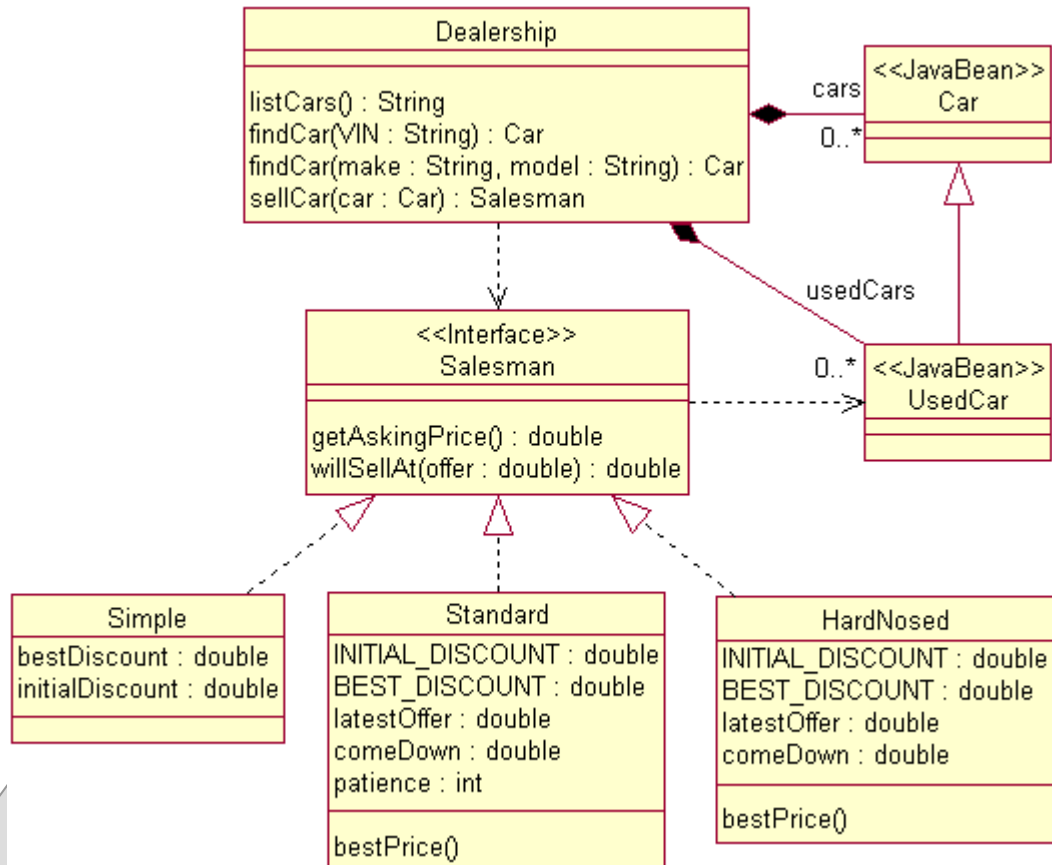 Dealership
listCars() : String
findCar(VIN : String) : Car
findCar(make : String, model : String) : Car
sellCar(car : Car) : Salesman
cars
0..*
<<JavaBean>>
Car
usedCars
0..*
<<JavaBean>>
UsedCar
<<Interface>>
Salesman
getAskingPrice() : double
willSellAt(offer : double) : double
Simple
bestDiscount : double
initialDiscount : double
Standard
INITIAL_DISCOUNT : double
BEST_DISCOUNT : double
latestOffer : double
comeDown : double
patience : int
bestPrice()
HardNosed
INITIAL_DISCOUNT : double
BEST_DISCOUNT : double
latestOffer : double
comeDown : double
bestPrice()